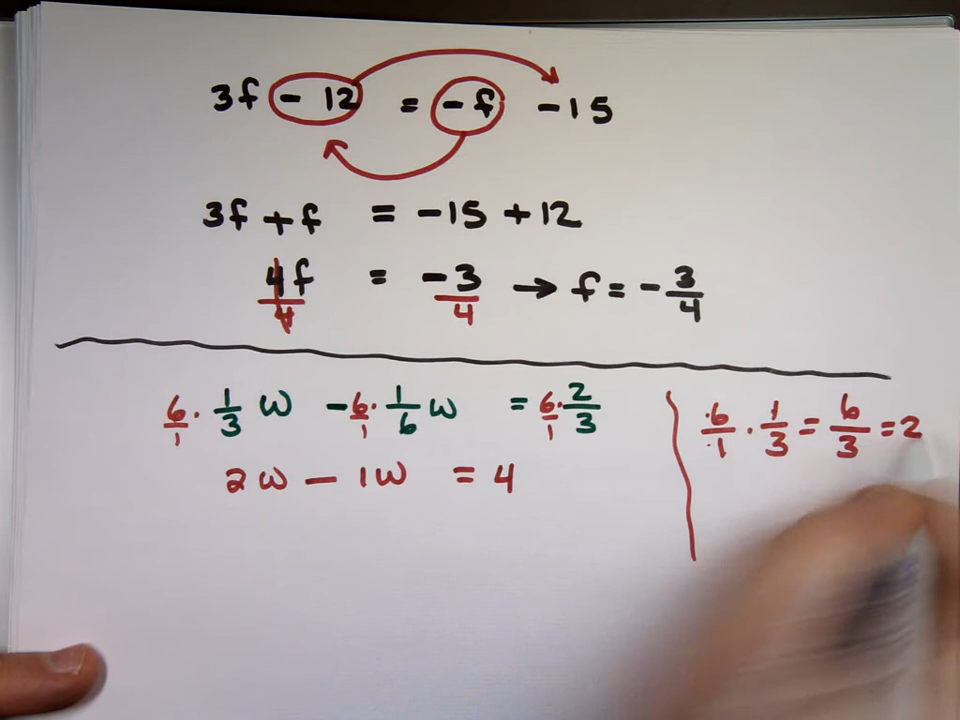 3f - 12 = -f -15
3f + f = -15 + 12
4f/4 = -3/4 → f = -3/4
6/1 · 1/3 w - 6/1 · 1/6 w = 6/1 · 2/3
2w - 1w = 4
6/1 · 1/3 = 6/3 = 2